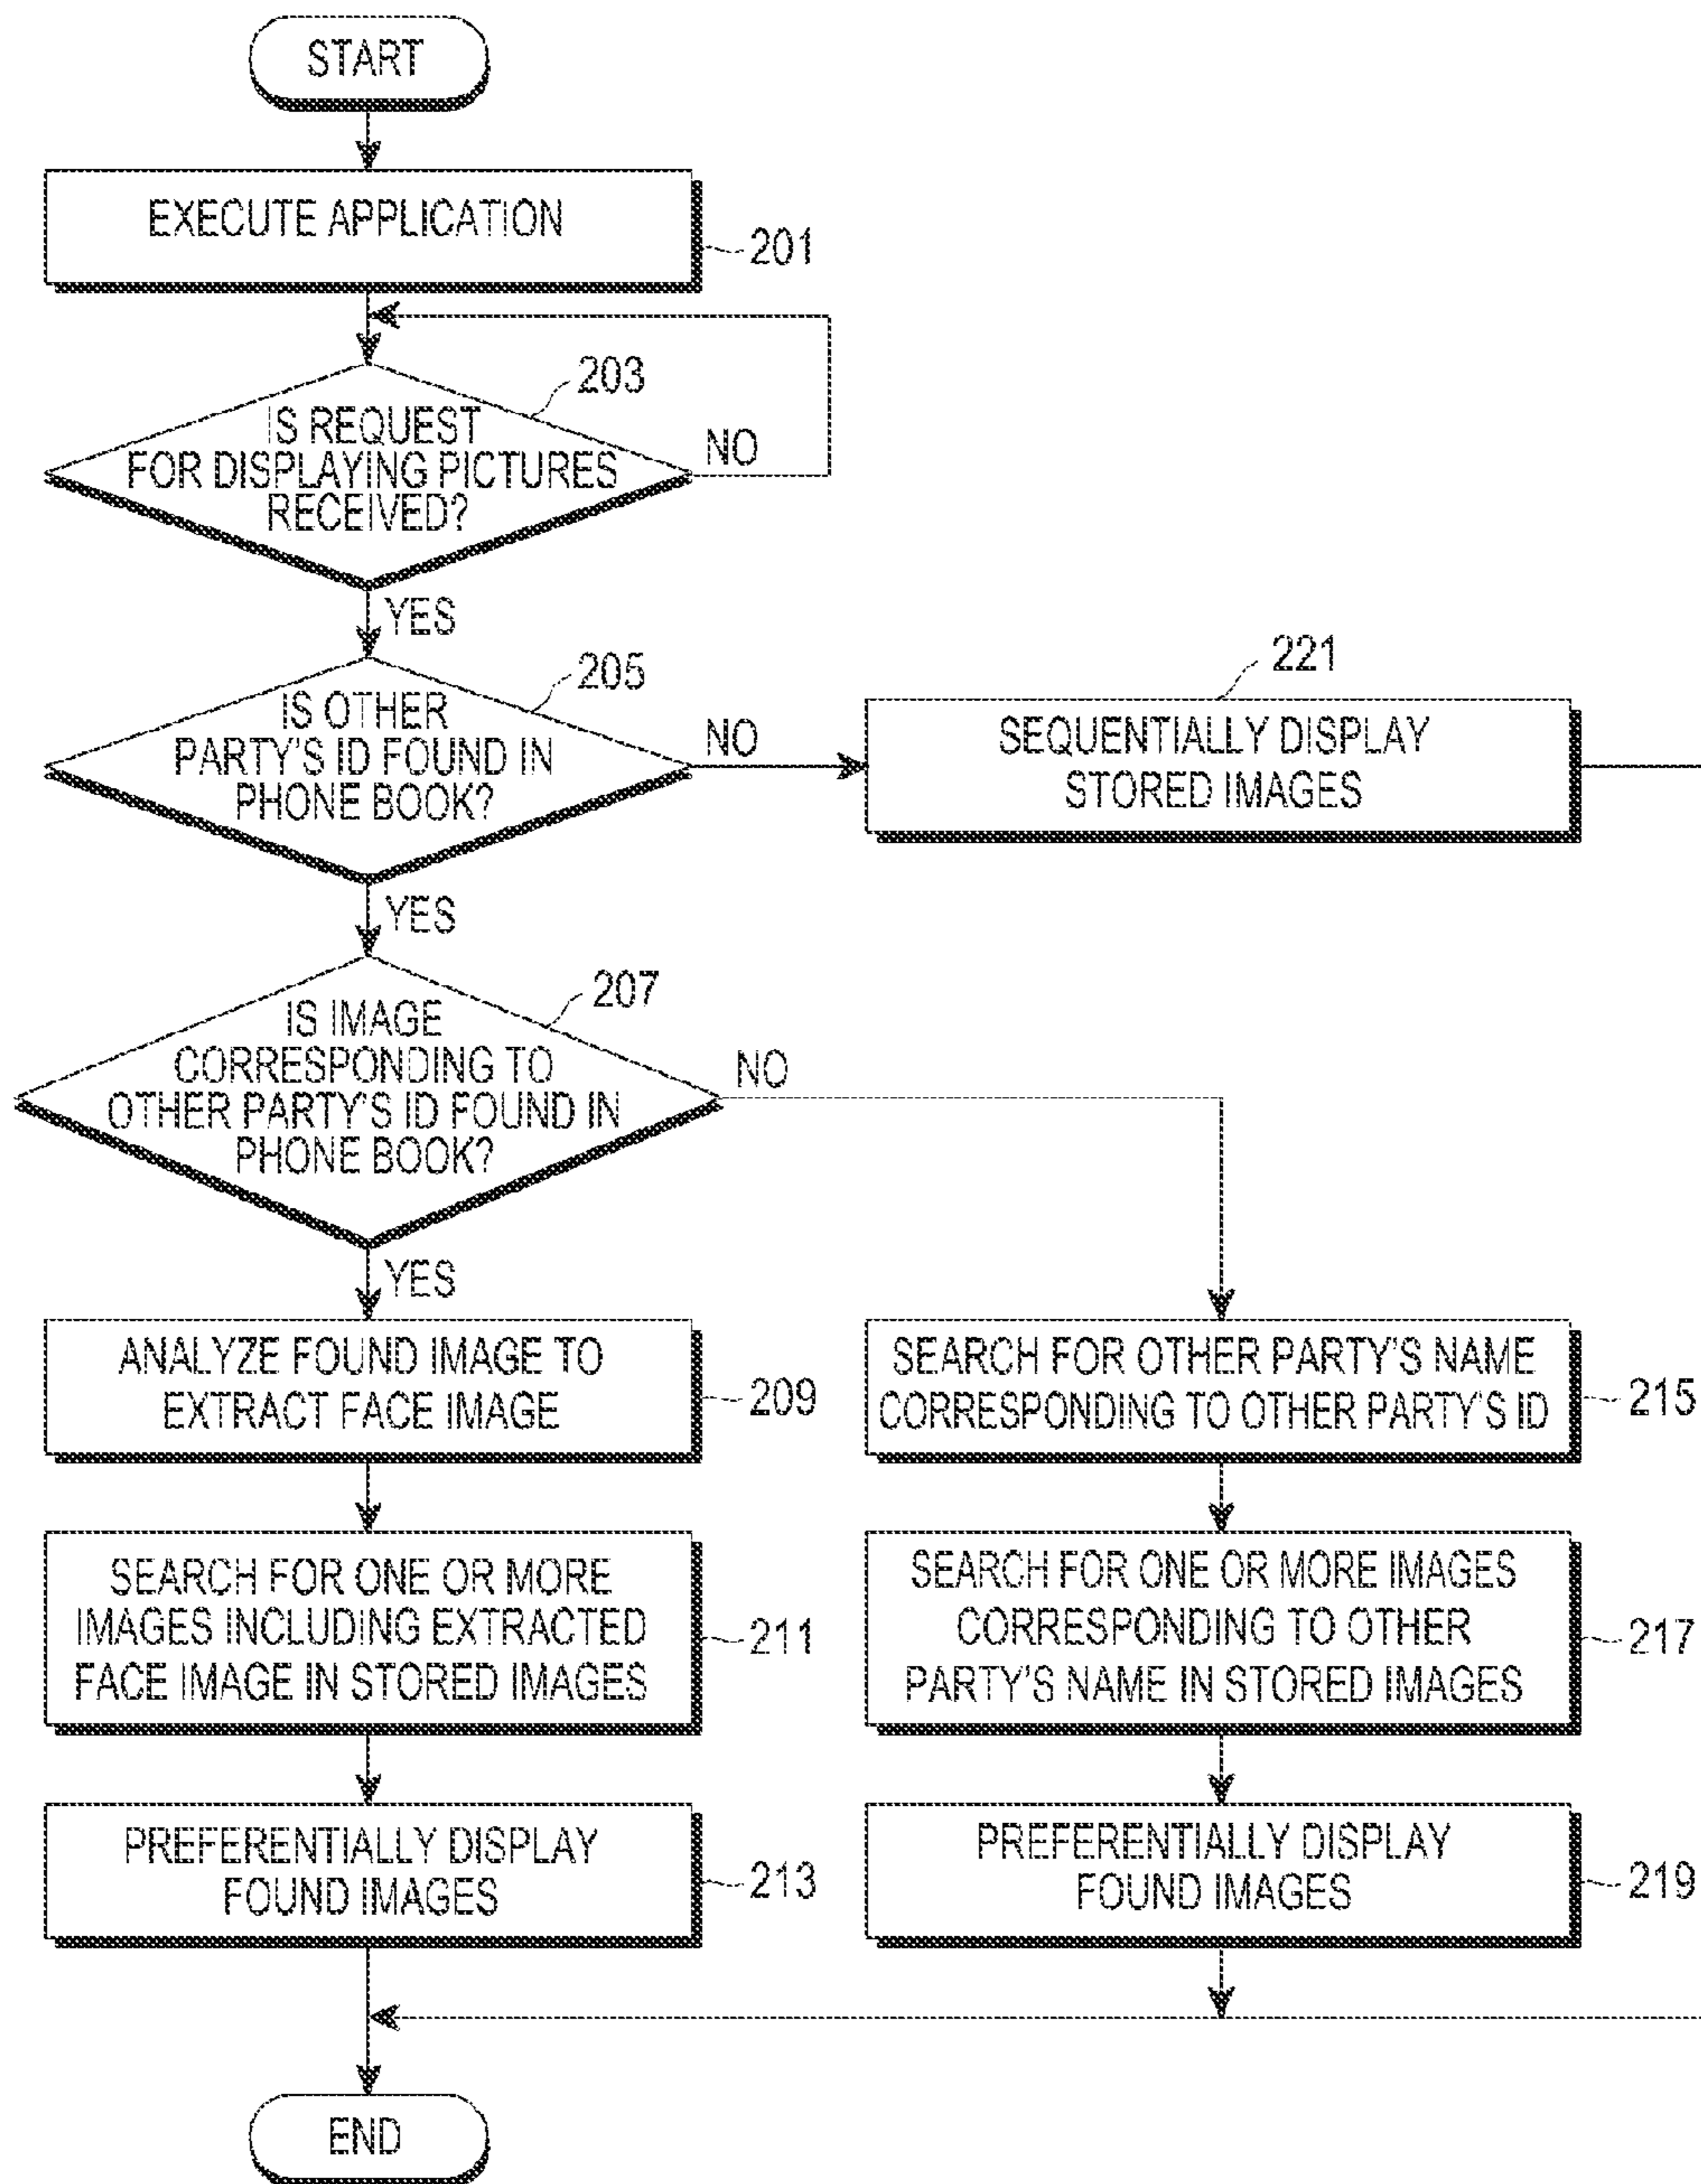 START
EXECUTE APPLICATION
201
203
IS REQUEST
FOR DISPLAYING PICTURES
RECEIVED?
NO
YES
205
IS OTHER
PARTY'S ID FOUND IN
PHONE BOOK?
NO
221
SEQUENTIALLY DISPLAY
STORED IMAGES
YES
207
IS IMAGE
CORRESPONDING TO
OTHER PARTY'S ID FOUND IN
PHONE BOOK?
NO
YES
ANALYZE FOUND IMAGE TO
EXTRACT FACE IMAGE
209
SEARCH FOR OTHER PARTY'S NAME
CORRESPONDING TO OTHER PARTY'S ID
215
SEARCH FOR ONE OR MORE
IMAGES INCLUDING EXTRACTED
FACE IMAGE IN STORED IMAGES
211
SEARCH FOR ONE OR MORE IMAGES
CORRESPONDING TO OTHER
PARTY'S NAME IN STORED IMAGES
217
PREFERENTIALLY DISPLAY
FOUND IMAGES
213
PREFERENTIALLY DISPLAY
FOUND IMAGES
219
END